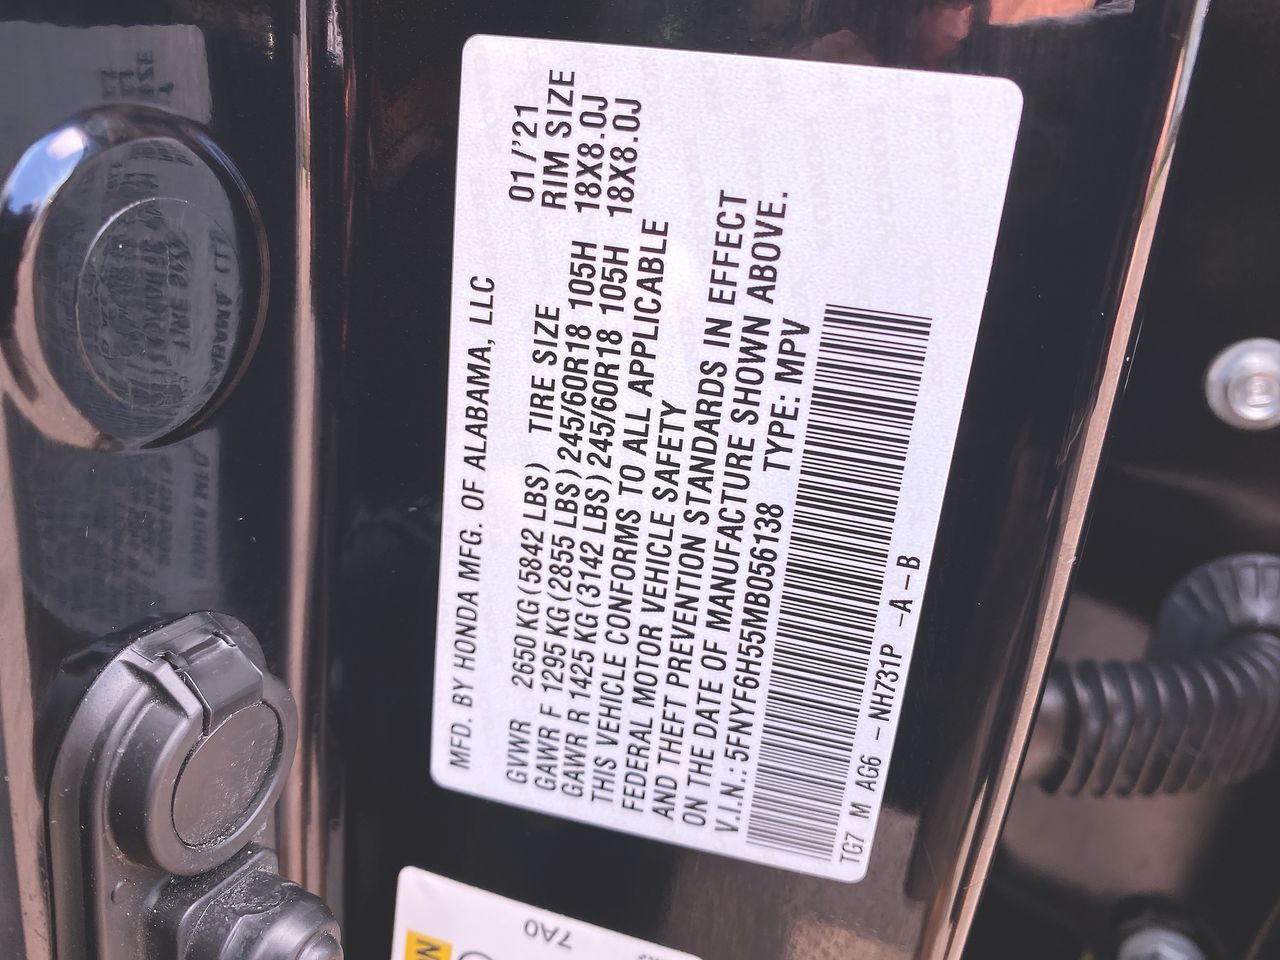 MFD. BY HONDA MFG. OF ALABAMA, LLC
01/'21
GVWR 2650 KG (5842 LBS) TIRE SIZE RIM SIZE
GAWR F 1295 KG (2855 LBS) 245/60R18 105H 18X8.0J
GAWR R 1425 KG (3142 LBS) 245/60R18 105H 18X8.0J
THIS VEHICLE CONFORMS TO ALL APPLICABLE
FEDERAL MOTOR VEHICLE SAFETY
AND THEFT PREVENTION STANDARDS IN EFFECT
ON THE DATE OF MANUFACTURE SHOWN ABOVE.
V.I.N.: 5FNYF6H55MB056138 TYPE: MPV
TG7 M AG6 - NH731P -A-B
7A0